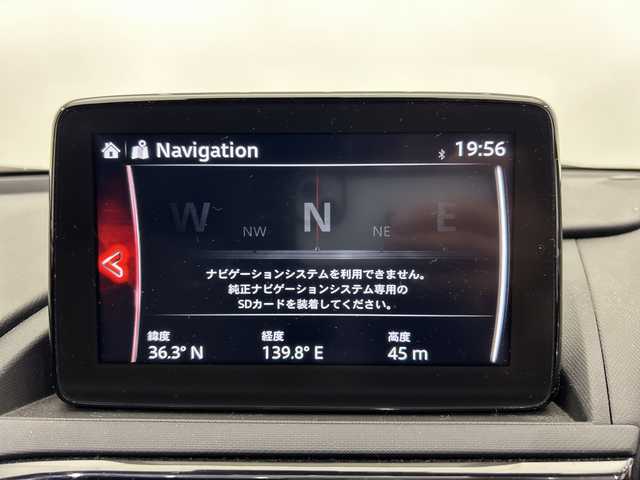 Navigation
19:56
W NW N NE E
ナビゲーションシステムを利用できません。
純正ナビゲーションシステム専用の
SDカードを装着してください。
緯度 経度 高度
36.3° N 139.8° E 45 m